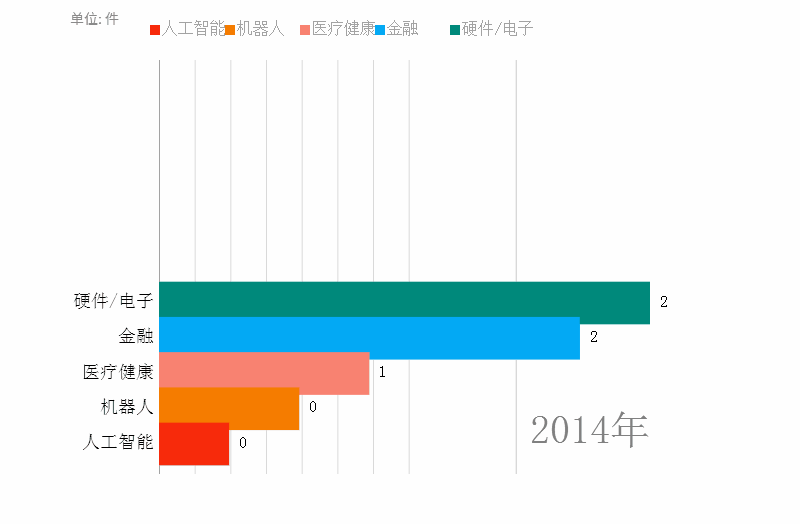 单位: 件
人工智能 机器人 医疗健康 金融 硬件/电子
硬件/电子 2
金融 2
医疗健康 1
机器人 0
人工智能 0
2014年